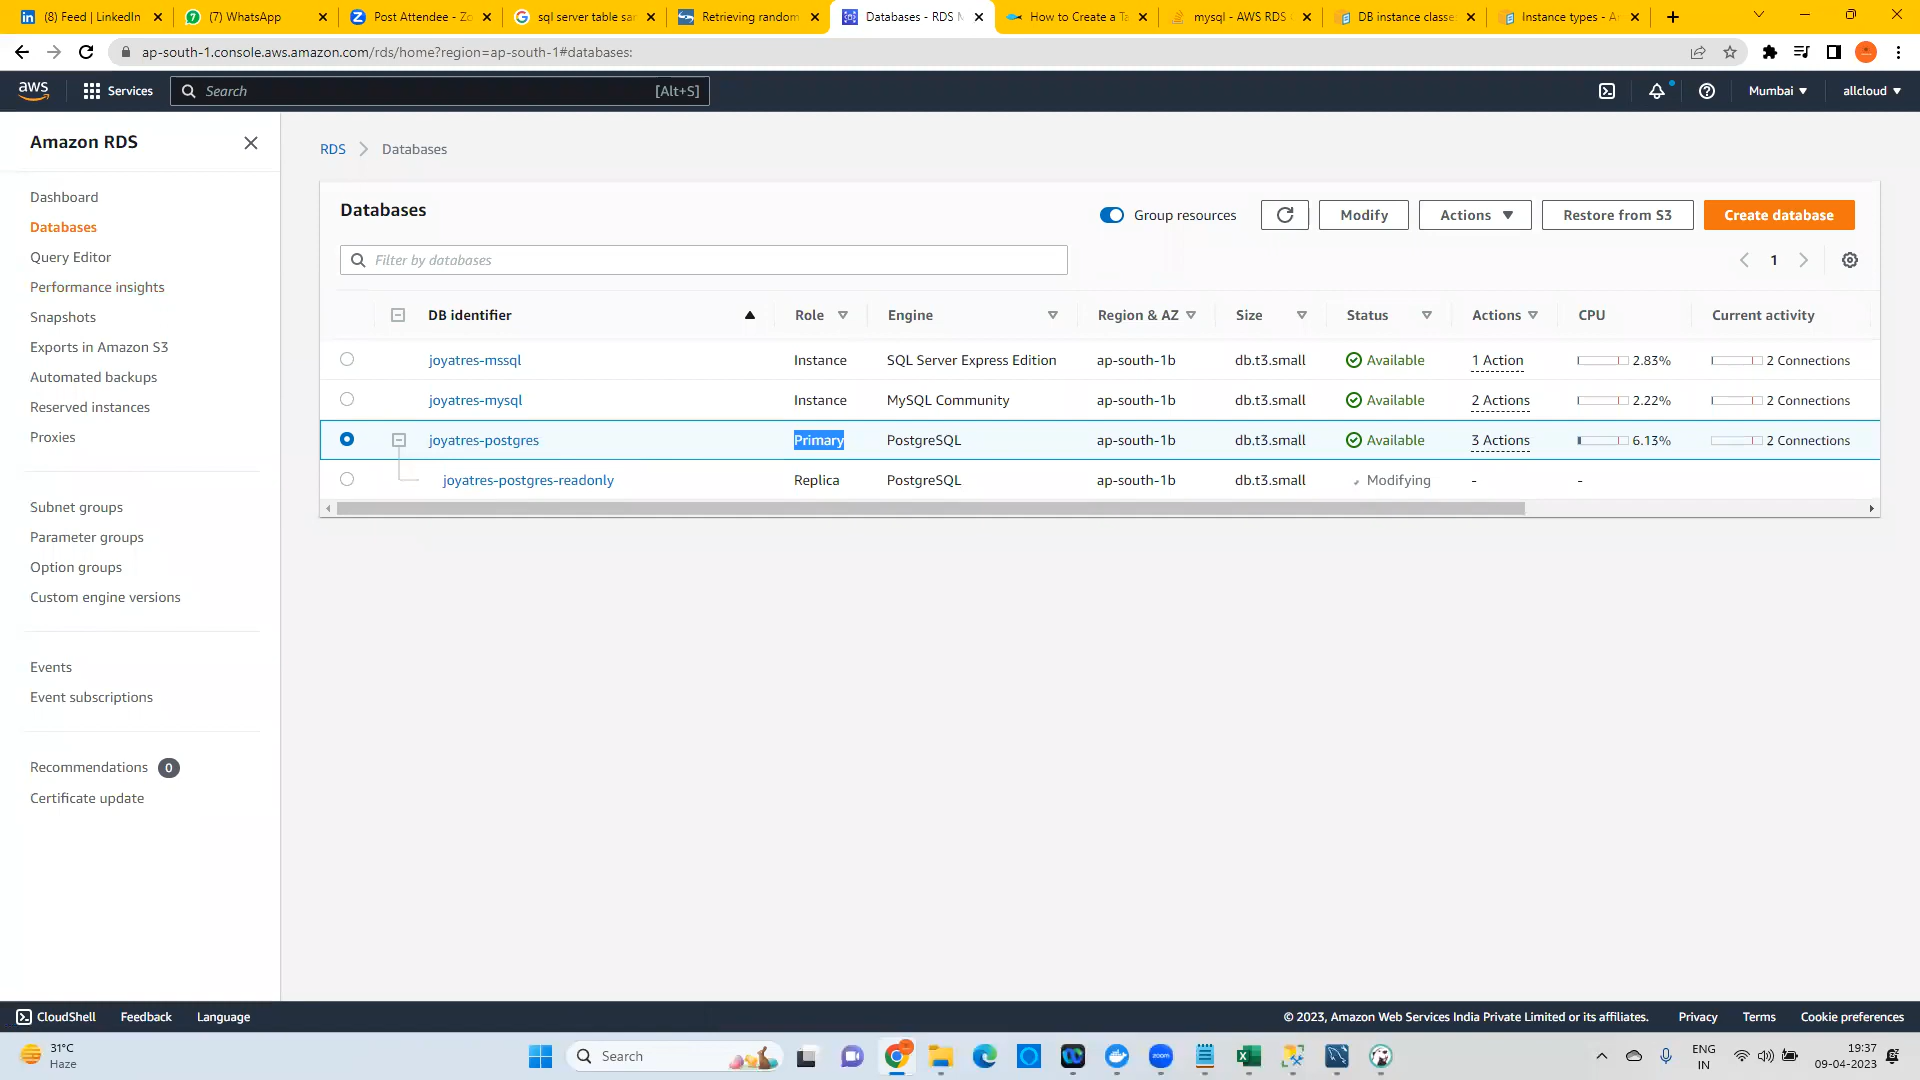 (8) Feed | LinkedIn
(7) WhatsApp
Post Attendee - Zo
sql server table sar
Retrieving random
Databases - RDS M
How to Create a Ta
mysql - AWS RDS
DB instance classe
Instance types - A
ap-south-1.console.aws.amazon.com/rds/home?region=ap-south-1#databases:
aws
Services
Search
[Alt+S]
Mumbai
allcloud
Amazon RDS
Dashboard
Databases
Query Editor
Performance insights
Snapshots
Exports in Amazon S3
Automated backups
Reserved instances
Proxies
Subnet groups
Parameter groups
Option groups
Custom engine versions
Events
Event subscriptions
Recommendations 0
Certificate update
RDS > Databases
Databases
Group resources
Modify
Actions
Restore from S3
Create database
Filter by databases
1
DB identifier Role Engine Region & AZ Size Status Actions CPU Current activity
joyatres-mssql Instance SQL Server Express Edition ap-south-1b db.t3.small Available 1 Action 2.83% 2 Connections
joyatres-mysql Instance MySQL Community ap-south-1b db.t3.small Available 2 Actions 2.22% 2 Connections
joyatres-postgres Primary PostgreSQL ap-south-1b db.t3.small Available 3 Actions 6.13% 2 Connections
joyatres-postgres-readonly Replica PostgreSQL ap-south-1b db.t3.small Modifying - -
CloudShell Feedback Language
© 2023, Amazon Web Services India Private Limited or its affiliates. Privacy Terms Cookie preferences
31°C
Haze
Search
zoom
ENG
IN
19:37
09-04-2023